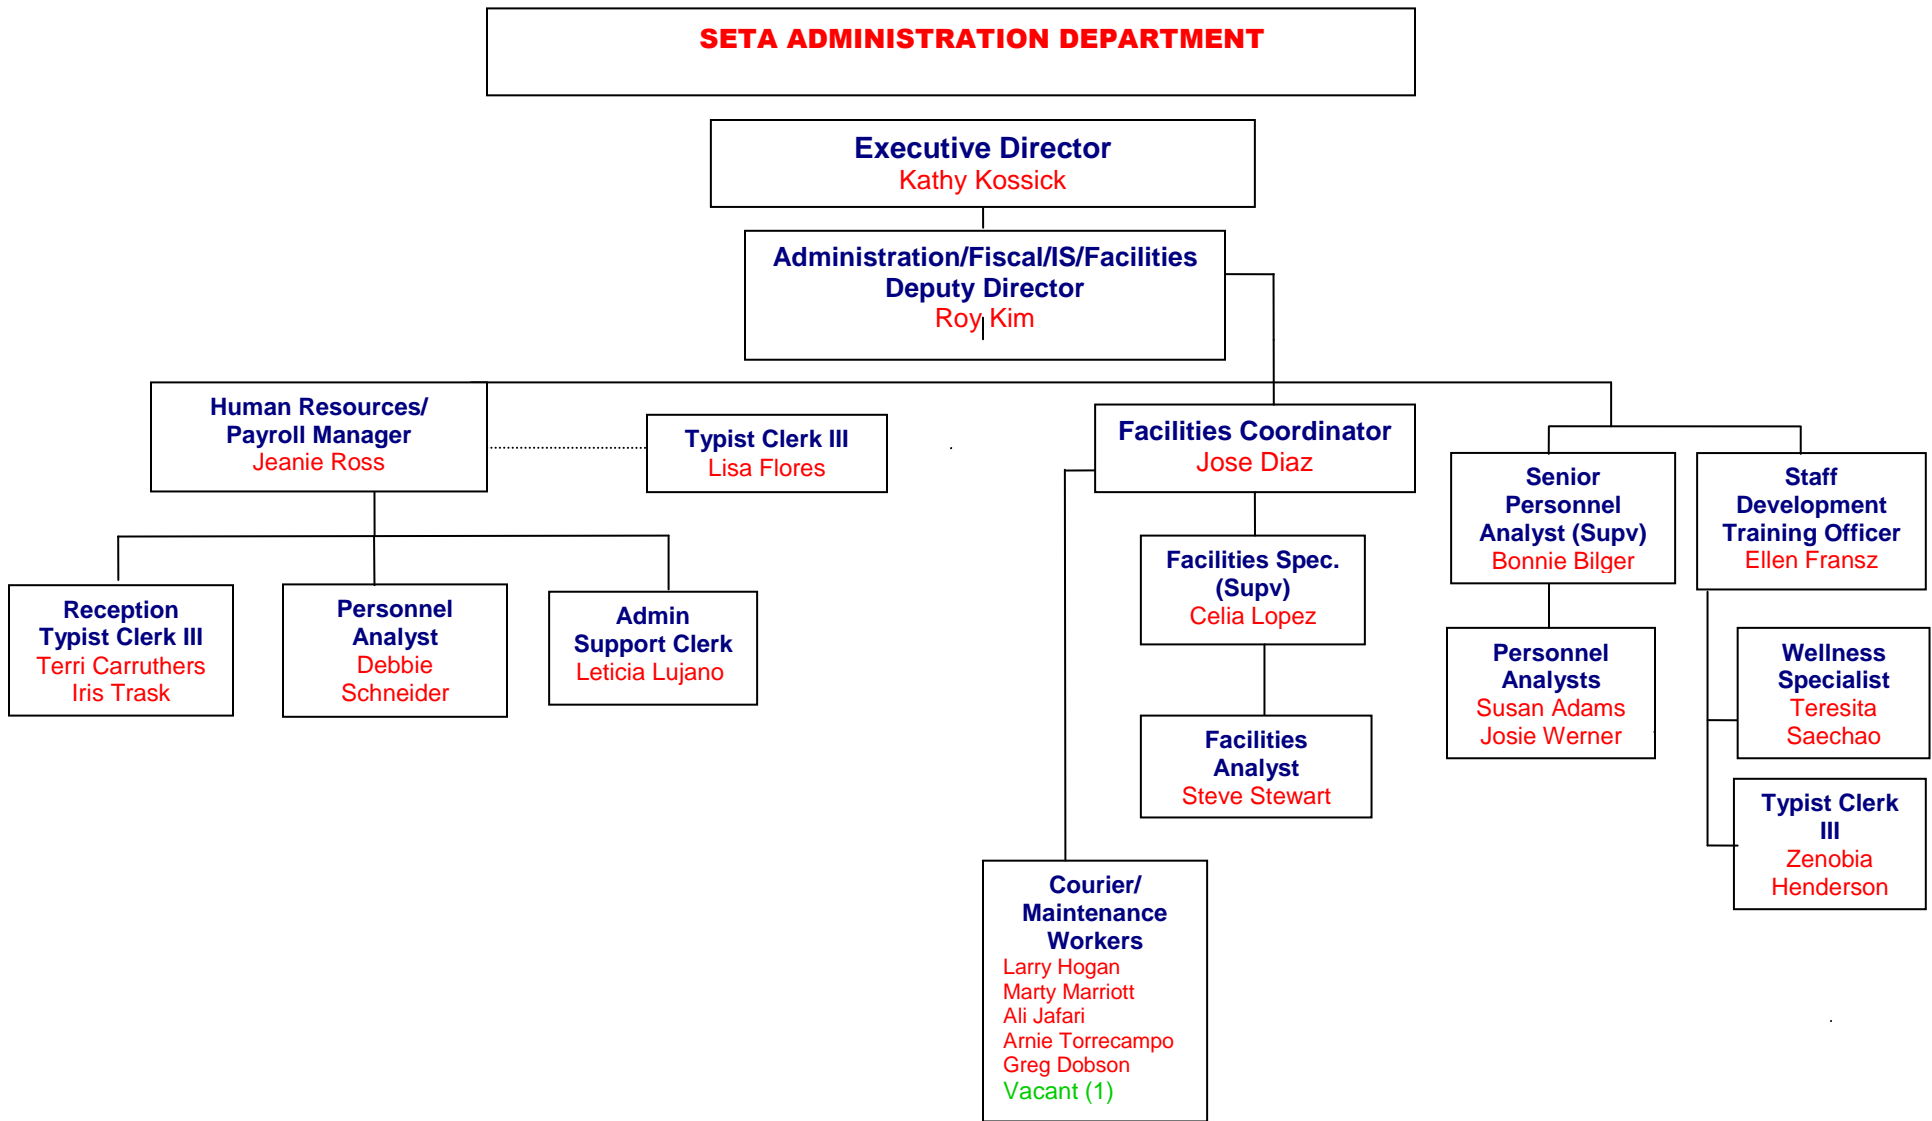 SETA ADMINISTRATION DEPARTMENT
Executive Director
Kathy Kossick
Administration/Fiscal/IS/Facilities
Deputy Director
Roy Kim
Human Resources/
Payroll Manager
Jeanie Ross
Typist Clerk III
Lisa Flores
Facilities Coordinator
Jose Diaz
Senior
Personnel
Analyst (Supv)
Bonnie Bilger
Staff
Development
Training Officer
Ellen Fransz
Reception
Typist Clerk III
Terri Carruthers
Iris Trask
Personnel
Analyst
Debbie
Schneider
Admin
Support Clerk
Leticia Lujano
Facilities Spec.
(Supv)
Celia Lopez
Personnel
Analysts
Susan Adams
Josie Werner
Wellness
Specialist
Teresita
Saechao
Facilities
Analyst
Steve Stewart
Typist Clerk
III
Zenobia
Henderson
Courier/
Maintenance
Workers
Larry Hogan
Marty Marriott
Ali Jafari
Arnie Torrecampo
Greg Dobson
Vacant (1)